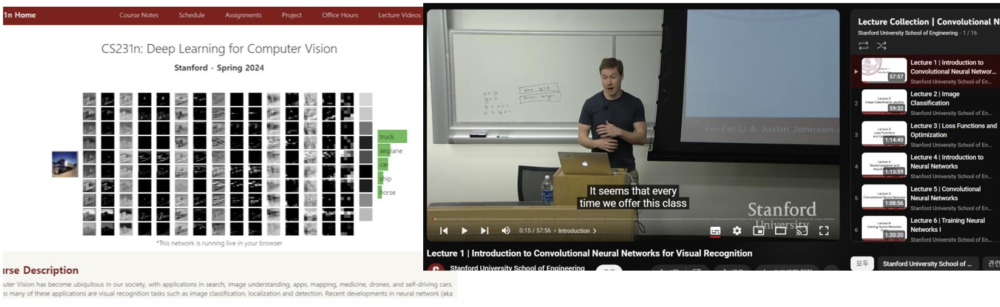 1n Home
Course Notes
Schedule
Assignments
Project
Office Hours
Lecture Videos
CS231n: Deep Learning for Computer Vision
Stanford - Spring 2024
truck
airplane
car
ship
horse
*This network is running live in your browser
urse Description
uter Vision has become ubiquitous in our society, with applications in search, image understanding, apps, mapping, medicine, drones, and self-driving cars.
o many of these applications are visual recognition tasks such as image classification, localization and detection. Recent developments in neural network (aka
Fei-Fei Li & Justin Johnson
It seems that every
time we offer this class
Stanford
University
0:15 / 57:56 • Introduction
Lecture 1 | Introduction to Convolutional Neural Networks for Visual Recognition
Stanford University School of Engineering
Lecture Collection | Convolutional N
Stanford University School of Engineering - 1 / 16
57:57
Lecture 1 | Introduction to
Convolutional Neural Networ...
Stanford University School of En...
2
59:32
Lecture 2 | Image
Classification
Stanford University School of En...
3
1:14:40
Lecture 3 | Loss Functions and
Optimization
Stanford University School of En...
4
1:13:59
Lecture 4 | Introduction to
Neural Networks
Stanford University School of En...
5
1:08:56
Lecture 5 | Convolutional
Neural Networks
Stanford University School of En...
6
1:20:20
Lecture 6 | Training Neural
Networks I
Stanford University School of En...
모두
Stanford University School of ...
관련